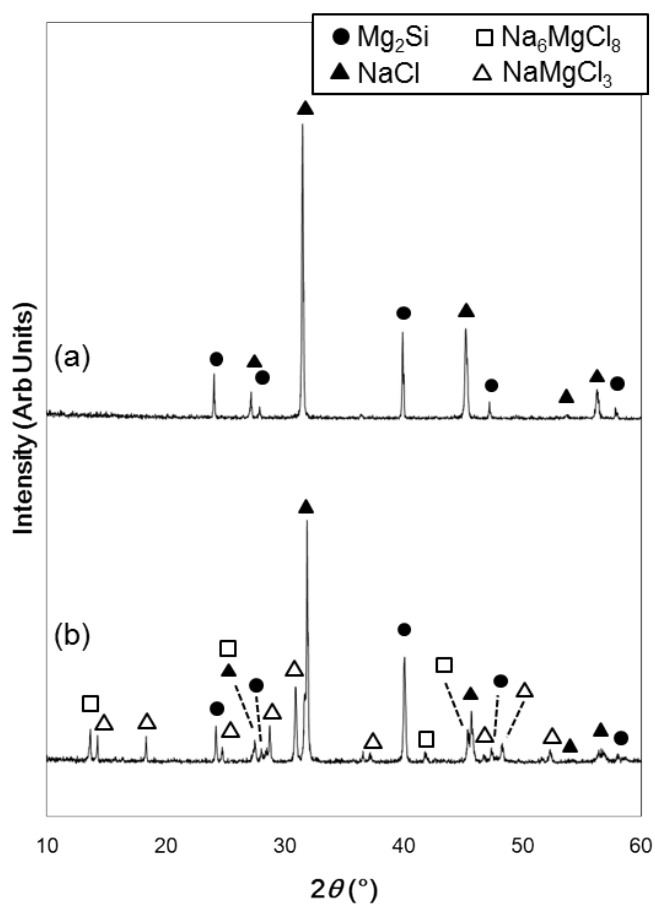 ● Mg₂Si □ Na₆MgCl₈
▲ NaCl △ NaMgCl₃
Intensity (Arb Units)
(a)
(b)
10 20 30 40 50 60
2θ (°)